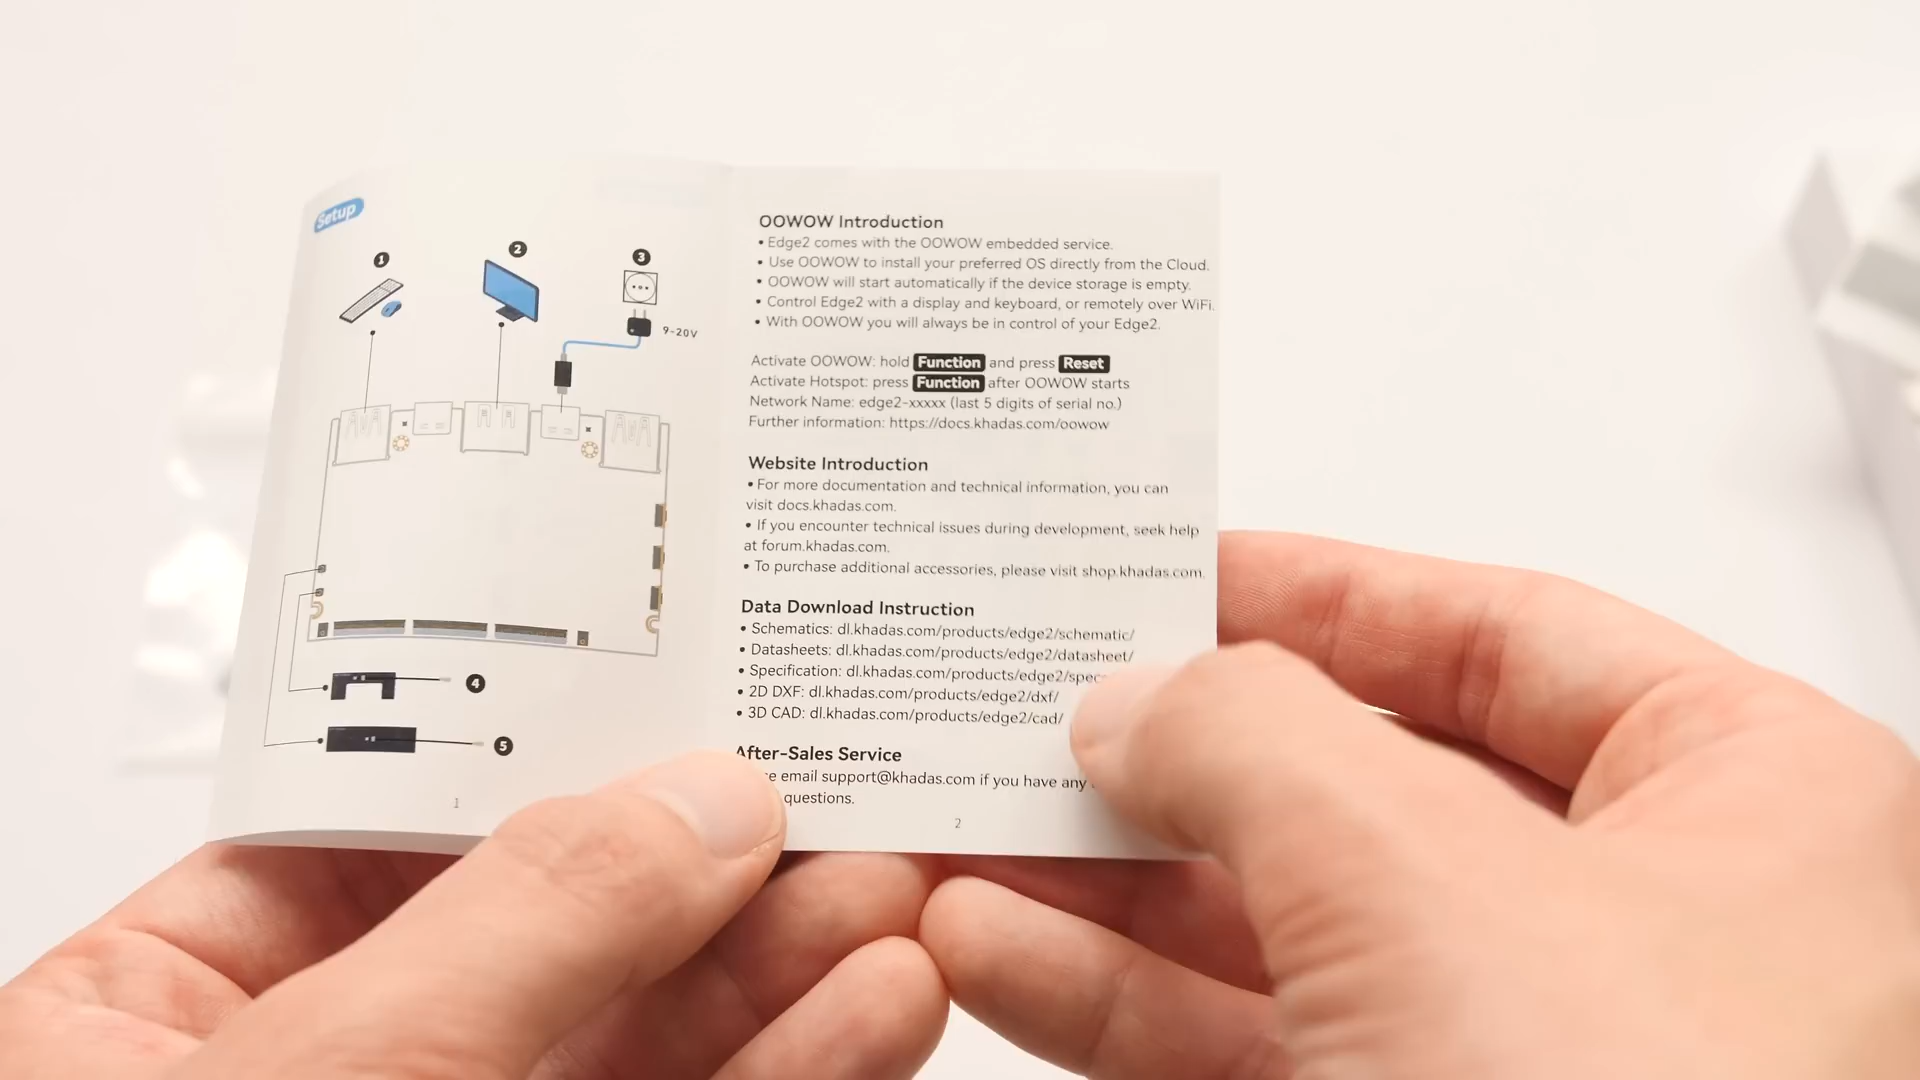 Setup
1
2
3
9-20V
4
5
1
OOWOW Introduction
• Edge2 comes with the OOWOW embedded service.
• Use OOWOW to install your preferred OS directly from the Cloud.
• OOWOW will start automatically if the device storage is empty.
• Control Edge2 with a display and keyboard, or remotely over WiFi.
• With OOWOW you will always be in control of your Edge2.
Activate OOWOW: hold Function and press Reset
Activate Hotspot: press Function after OOWOW starts
Network Name: edge2-xxxxx (last 5 digits of serial no.)
Further information: https://docs.khadas.com/oowow
Website Introduction
• For more documentation and technical information, you can
visit docs.khadas.com.
• If you encounter technical issues during development, seek help
at forum.khadas.com.
• To purchase additional accessories, please visit shop.khadas.com.
Data Download Instruction
• Schematics: dl.khadas.com/products/edge2/schematic/
• Datasheets: dl.khadas.com/products/edge2/datasheet/
• Specification: dl.khadas.com/products/edge2/spec
• 2D DXF: dl.khadas.com/products/edge2/dxf/
• 3D CAD: dl.khadas.com/products/edge2/cad/
After-Sales Service
email support@khadas.com if you have any
questions.
2